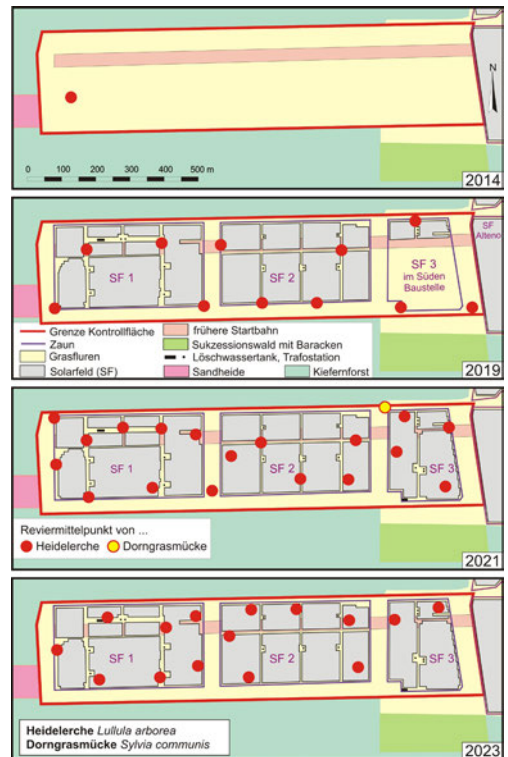 N
0 100 200 300 400 500 m
2014
SF
Alteno
SF 1
SF 2
SF 3
im Süden
Baustelle
Grenze Kontrollfläche
Zaun
Grasfluren
Solarfeld (SF)
frühere Startbahn
Sukzessionswald mit Baracken
Löschwassertank, Trafostation
Sandheide
Kiefernforst
2019
SF 1
SF 2
SF 3
Reviermittelpunkt von ...
Heidelerche
Dorngrasmücke
2021
SF 1
SF 2
SF 3
Heidelerche Lullula arborea
Dorngrasmücke Sylvia communis
2023